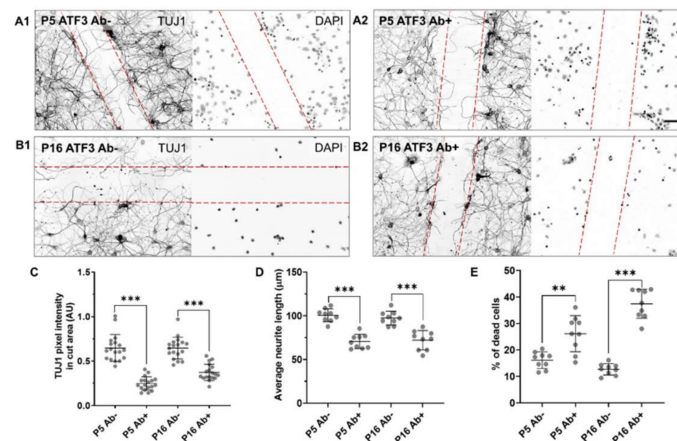 A1 P5 ATF3 Ab- TUJ1 DAPI
A2 P5 ATF3 Ab+
B1 P16 ATF3 Ab- TUJ1 DAPI
B2 P16 ATF3 Ab+
C
TUJ1 pixel intensity
in cut area (AU)
1.5
1.0
0.5
0.0
***
***
P5 Ab-
P5 Ab+
P16 Ab-
P16 Ab+
D
Average neurite length (μm)
150
100
50
0
***
***
P5 Ab-
P5 Ab+
P16 Ab-
P16 Ab+
E
% of dead cells
50
40
30
20
10
0
**
***
P5 Ab-
P5 Ab+
P16 Ab-
P16 Ab+